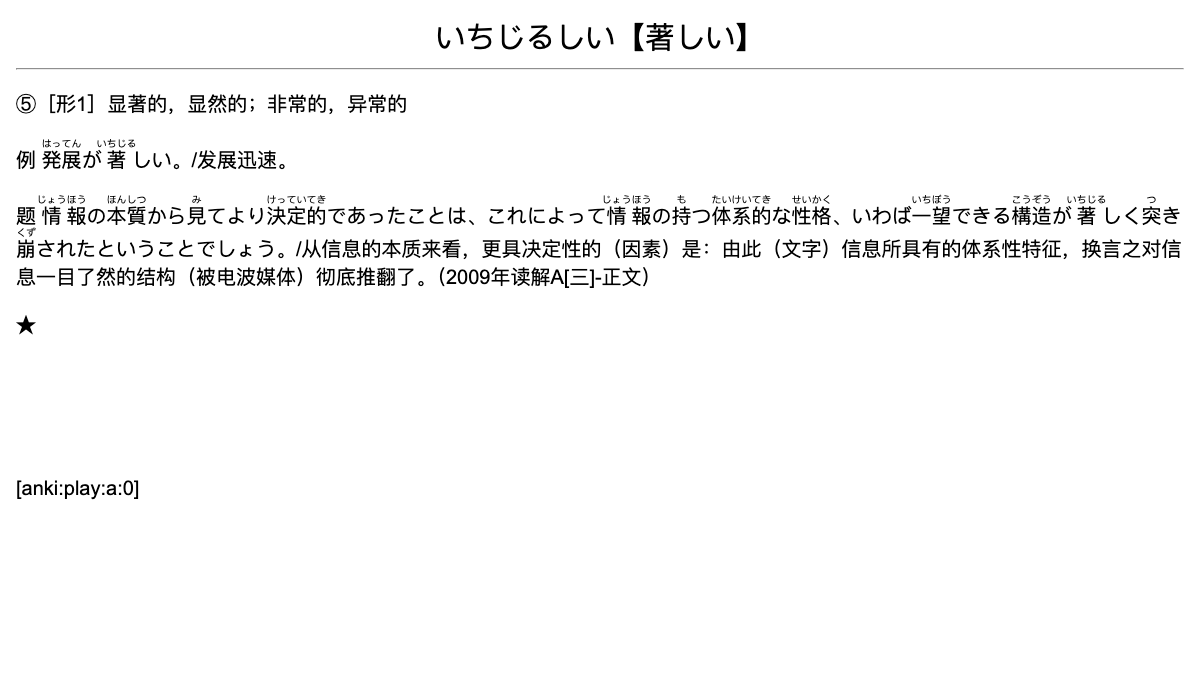 いちじるしい【著しい】
⑤［形1］显著的，显然的；非常的，异常的
はってん いちじる
例 発展が著しい。/发展迅速。
じょうほう ほんしつ み けっていてき じょうほう も たいけいてき せいかく いちぼう こうぞう いちじる つ
题 情報の本質から見てより決定的であったことは、これによって情報の持つ体系的な性格、いわば一望できる構造が著しく突き
くず
崩されたということでしょう。/从信息的本质来看，更具决定性的（因素）是：由此（文字）信息所具有的体系性特征，换言之对信
息一目了然的结构（被电波媒体）彻底推翻了。（2009年读解A[三]-正文）
★
[anki:play:a:0]